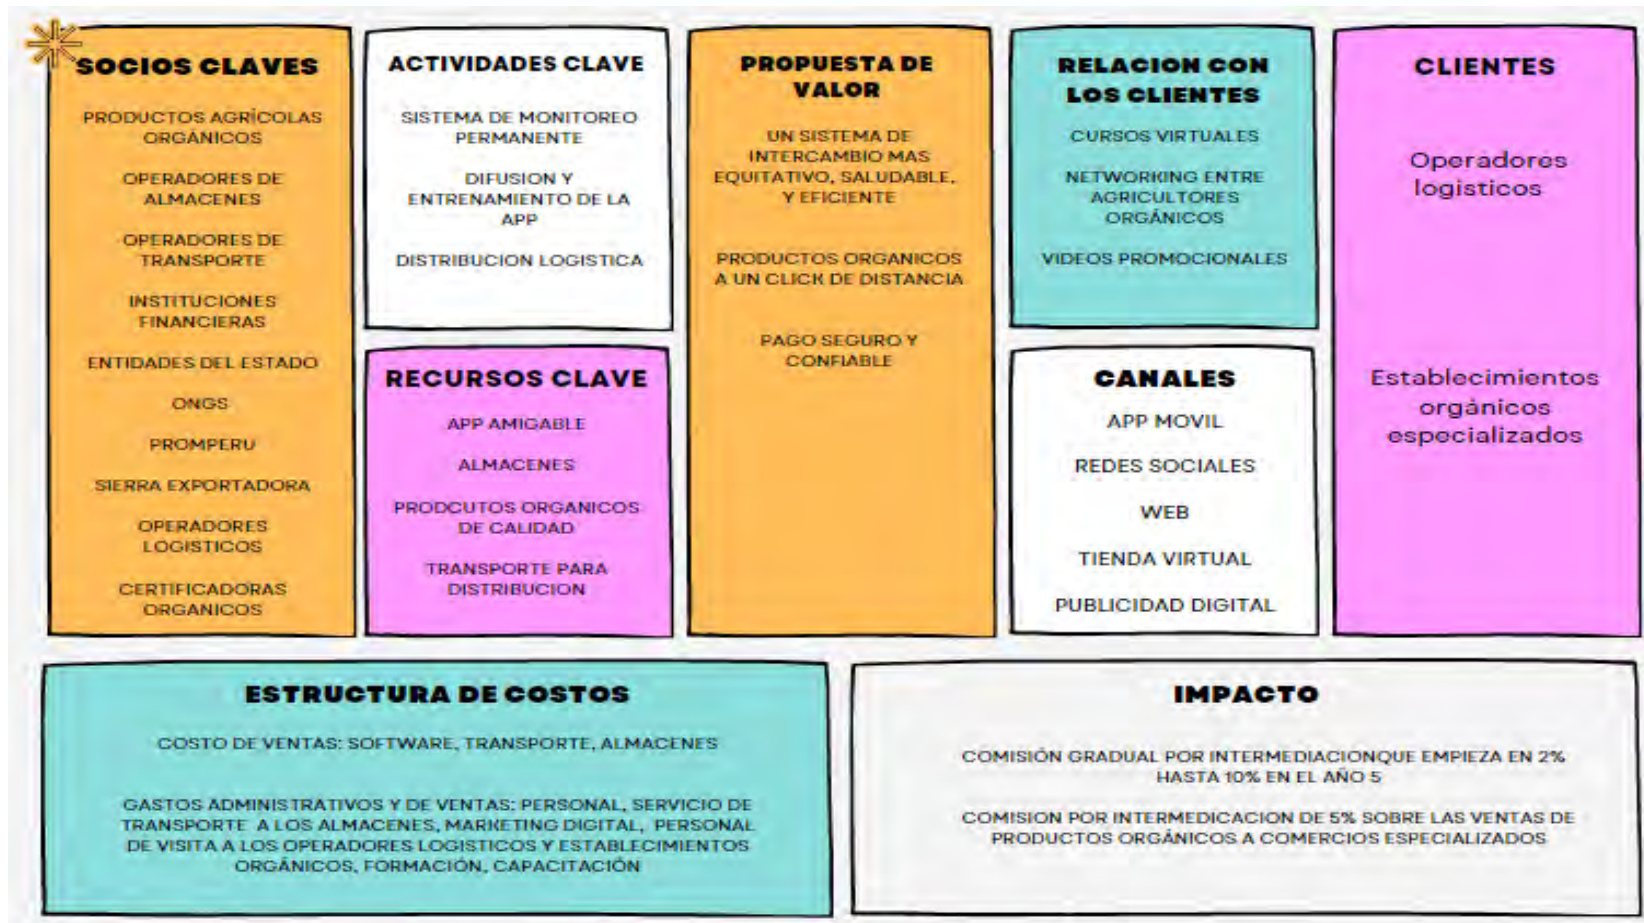 SOCIOS CLAVES
PRODUCTOS AGRÍCOLAS
ORGÁNICOS
OPERADORES DE
ALMACENES
OPERADORES DE
TRANSPORTE
INSTITUCIONES
FINANCIERAS
ENTIDADES DEL ESTADO
ONGS
PROMPERU
SIERRA EXPORTADORA
OPERADORES
LOGISTICOS
CERTIFICADORAS
ORGANICOS
ACTIVIDADES CLAVE
SISTEMA DE MONITOREO
PERMANENTE
DIFUSION Y
ENTRENAMIENTO DE LA
APP
DISTRIBUCION LOGISTICA
RECURSOS CLAVE
APP AMIGABLE
ALMACENES
PRODCUTOS ORGANICOS
DE CALIDAD
TRANSPORTE PARA
DISTRIBUCION
PROPUESTA DE
VALOR
UN SISTEMA DE
INTERCAMBIO MAS
EQUITATIVO, SALUDABLE,
Y EFICIENTE
PRODUCTOS ORGANICOS
A UN CLICK DE DISTANCIA
PAGO SEGURO Y
CONFIABLE
RELACION CON
LOS CLIENTES
CURSOS VIRTUALES
NETWORKING ENTRE
AGRICULTORES
ORGÁNICOS
VIDEOS PROMOCIONALES
CANALES
APP MOVIL
REDES SOCIALES
WEB
TIENDA VIRTUAL
PUBLICIDAD DIGITAL
CLIENTES
Operadores
logisticos
Establecimientos
orgánicos
especializados
ESTRUCTURA DE COSTOS
COSTO DE VENTAS: SOFTWARE, TRANSPORTE, ALMACENES
GASTOS ADMINISTRATIVOS Y DE VENTAS: PERSONAL, SERVICIO DE
TRANSPORTE A LOS ALMACENES, MARKETING DIGITAL, PERSONAL
DE VISITA A LOS OPERADORES LOGISTICOS Y ESTABLECIMIENTOS
ORGÁNICOS, FORMACIÓN, CAPACITACIÓN
IMPACTO
COMISIÓN GRADUAL POR INTERMEDIACIONQUE EMPIEZA EN 2%
HASTA 10% EN EL AÑO 5
COMISION POR INTERMEDICACION DE 5% SOBRE LAS VENTAS DE
PRODUCTOS ORGÁNICOS A COMERCIOS ESPECIALIZADOS